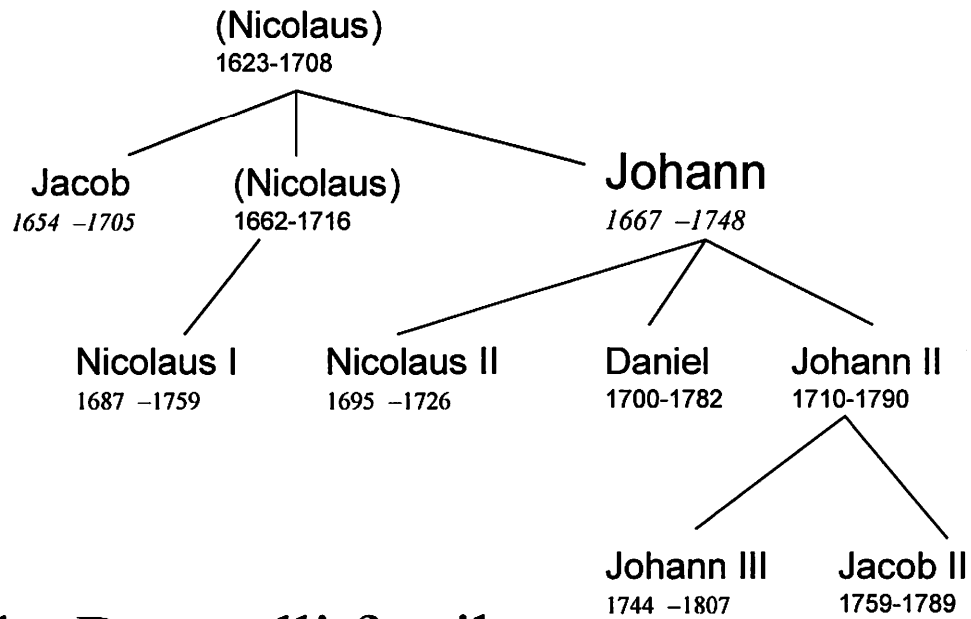 (Nicolaus)
1623-1708
Jacob
1654 –1705
(Nicolaus)
1662-1716
Johann
1667 –1748
Nicolaus I
1687 –1759
Nicolaus II
1695 –1726
Daniel
1700-1782
Johann II
1710-1790
Johann III
1744 –1807
Jacob II
1759-1789